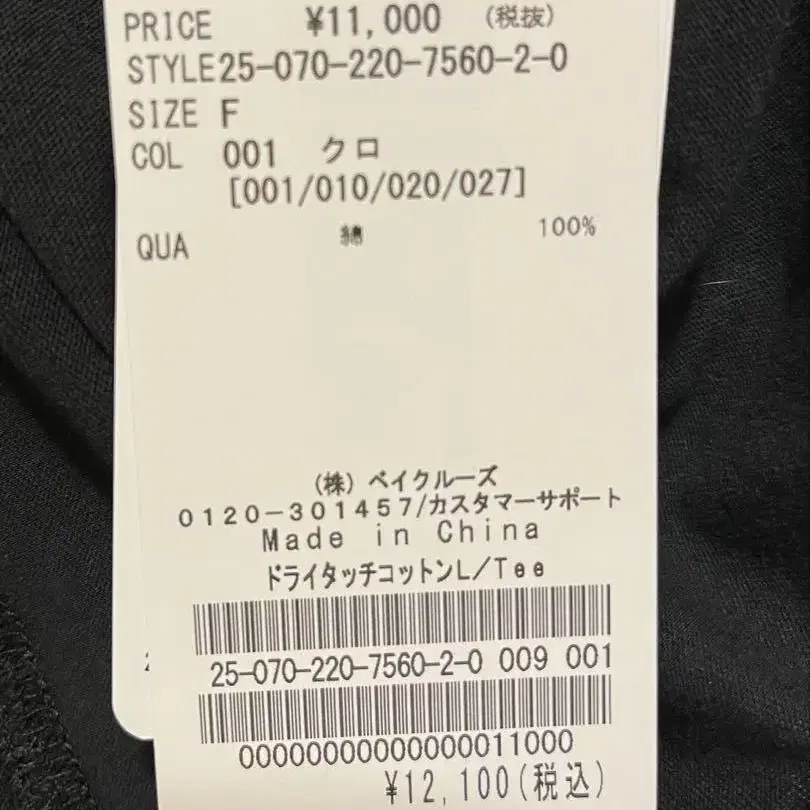 PRICE ¥11,000 (税抜)
STYLE 25-070-220-7560-2-0
SIZE F
COL 001 クロ
[001/010/020/027]
QUA 綿 100%
(株) ベイクルーズ
0120-301457/カスタマーサポート
Made in China
ドライタッチコットンL/Tee
25-070-220-7560-2-0 009 001
00000000000000011000
¥12,100(税込)